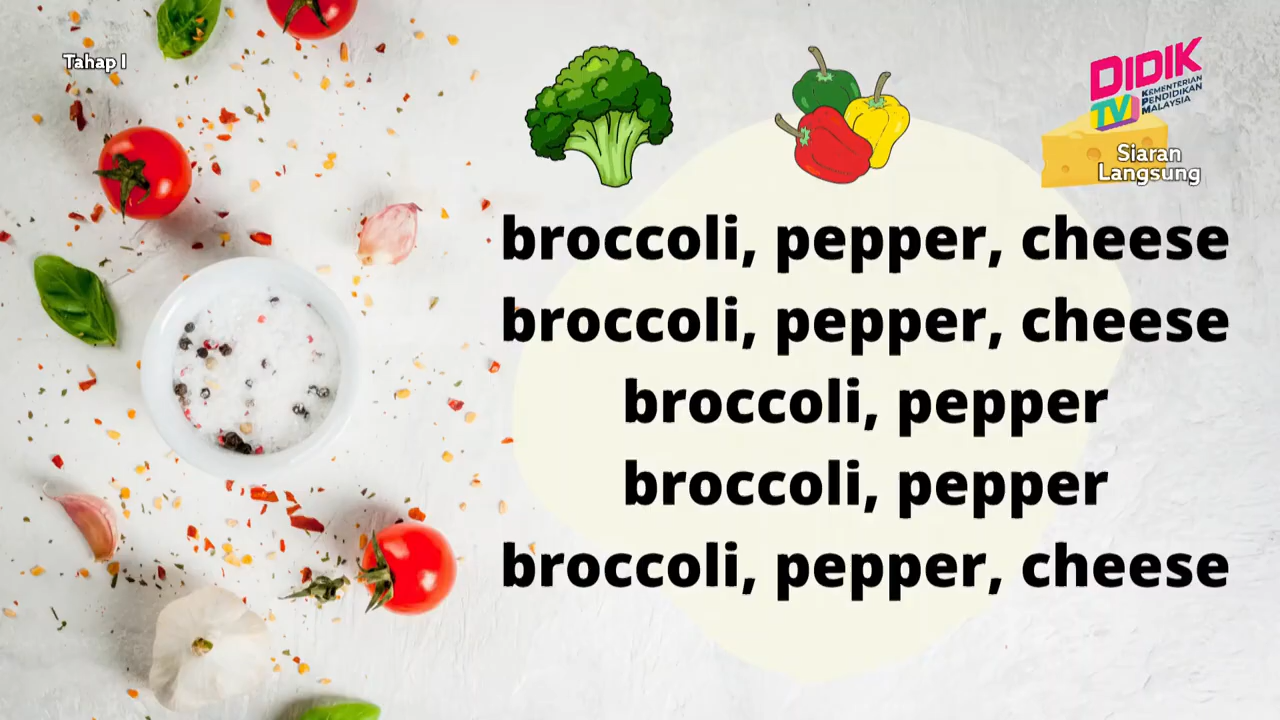 Tahap I
DIDIK
TV
KEMENTERIAN
PENDIDIKAN
MALAYSIA
Siaran
Langsung
broccoli, pepper, cheese
broccoli, pepper, cheese
broccoli, pepper
broccoli, pepper
broccoli, pepper, cheese